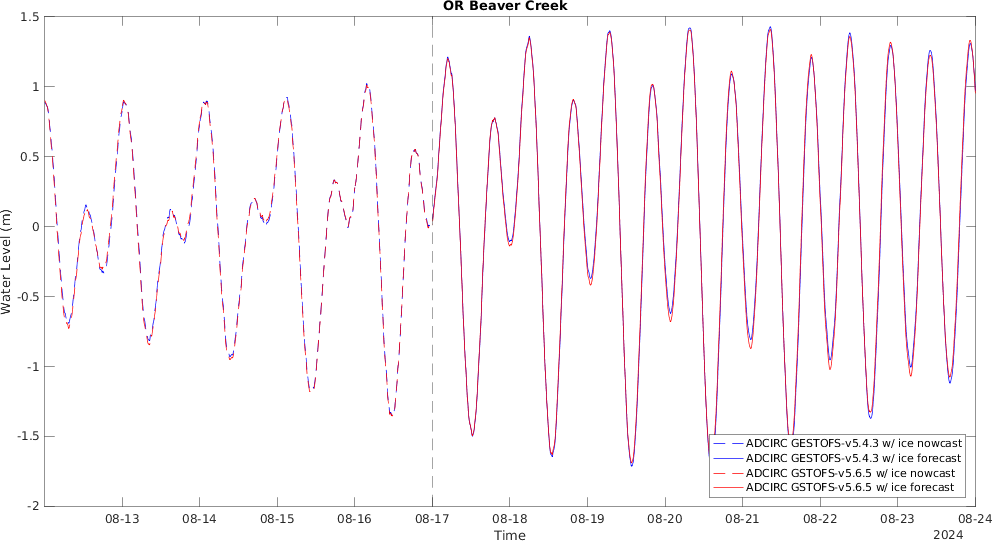 OR Beaver Creek
1.5
1
0.5
0
-0.5
-1
-1.5
-2
Water Level (m)
ADCIRC GESTOFS-v5.4.3 w/ ice nowcast
ADCIRC GESTOFS-v5.4.3 w/ ice forecast
ADCIRC GSTOFS-v5.6.5 w/ ice nowcast
ADCIRC GSTOFS-v5.6.5 w/ ice forecast
08-13 08-14 08-15 08-16 08-17 08-18 08-19 08-20 08-21 08-22 08-23 08-24
Time
2024